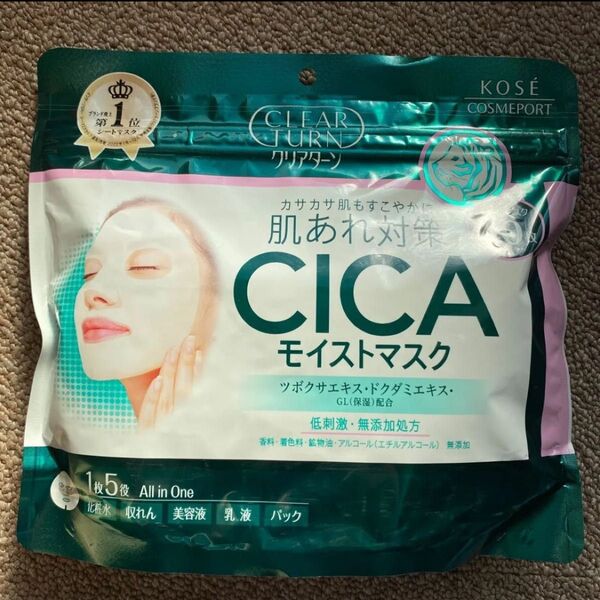 ブランド売上
第1位
シートマスク
CLEAR
TURN
クリアターン
KOSÉ
COSMEPORT
カサカサ肌もすこやかに
肌あれ対策
CICA
モイストマスク
ツボクサエキス・ドクダミエキス・
GL(保湿)配合
低刺激・無添加処方
香料・着色料・鉱物油・アルコール(エチルアルコール) 無添加
1枚5役 All in One
化粧水 収れん 美容液 乳液 パック